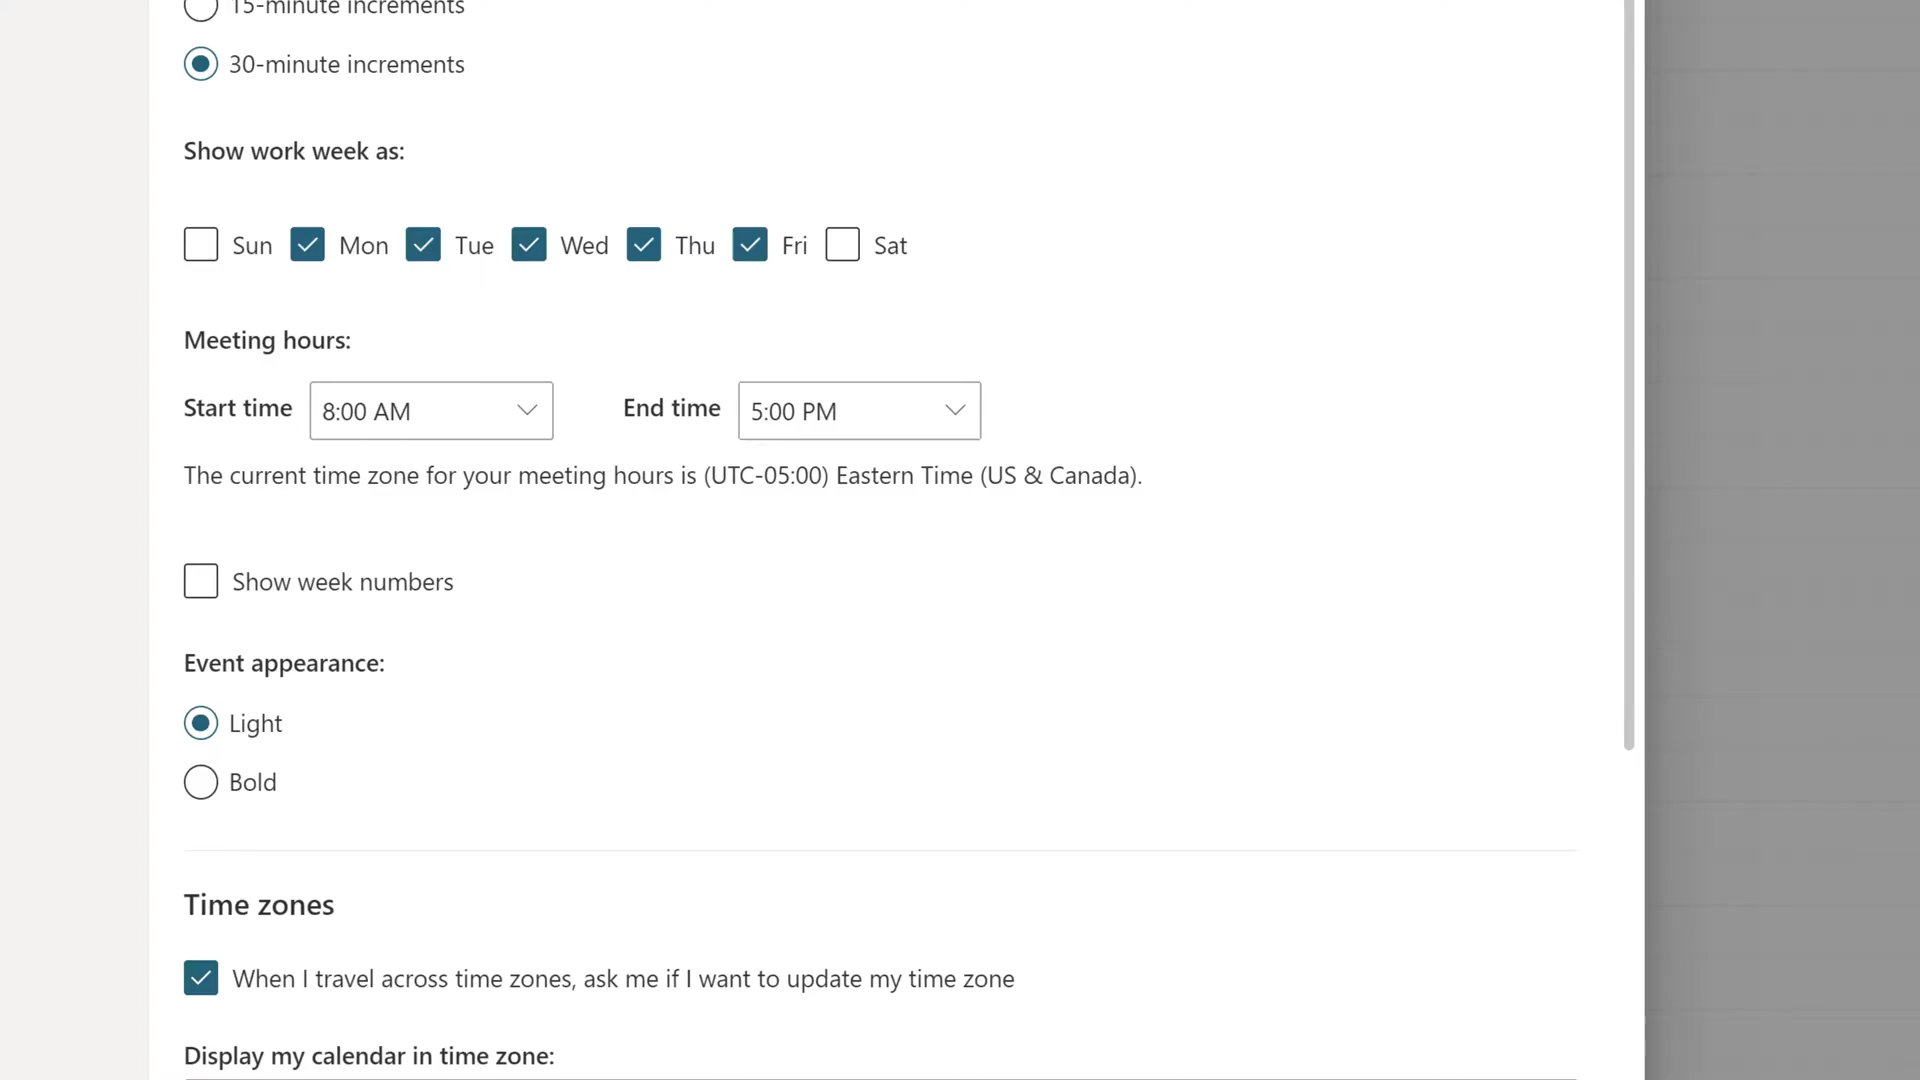 15-minute increments
30-minute increments
Show work week as:
Sun Mon Tue Wed Thu Fri Sat
Meeting hours:
Start time 8:00 AM End time 5:00 PM
The current time zone for your meeting hours is (UTC-05:00) Eastern Time (US & Canada).
Show week numbers
Event appearance:
Light
Bold
Time zones
When I travel across time zones, ask me if I want to update my time zone
Display my calendar in time zone: